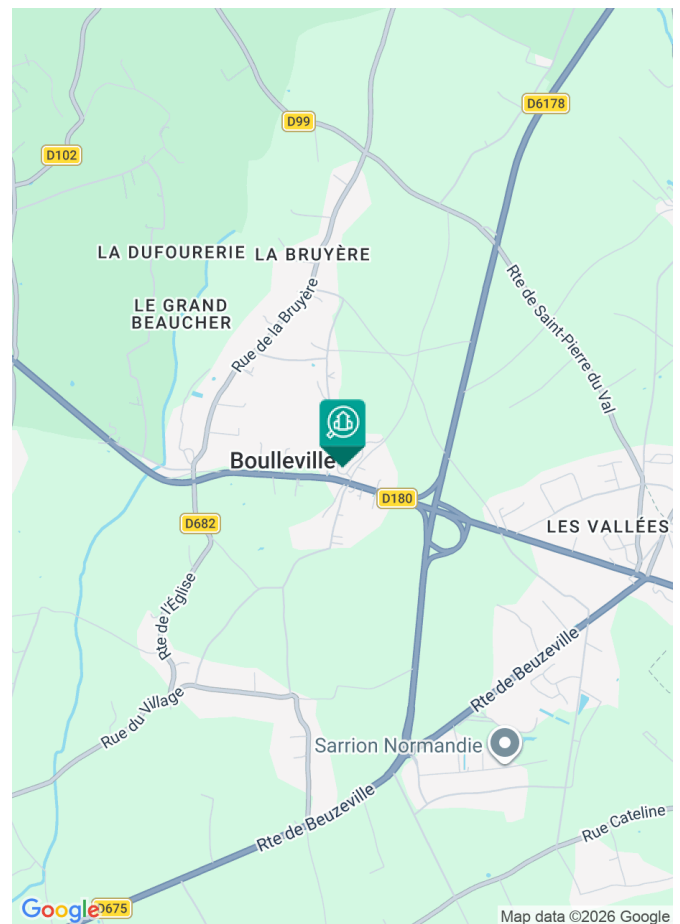 D6178
D99
D102
LA DUFOURERIE
LA BRUYÈRE
LE GRAND
BEAUCHER
Rue de la Bruyère
Rte de Saint-Pierre du Val
Boulleville
D180
D682
LES VALLÉES
Rte de l'Église
Rue du Village
Rte de Beuzeville
Sarrion Normandie
Rte de Beuzeville
Rue Cateline
Google
D675
Map data ©2026 Google